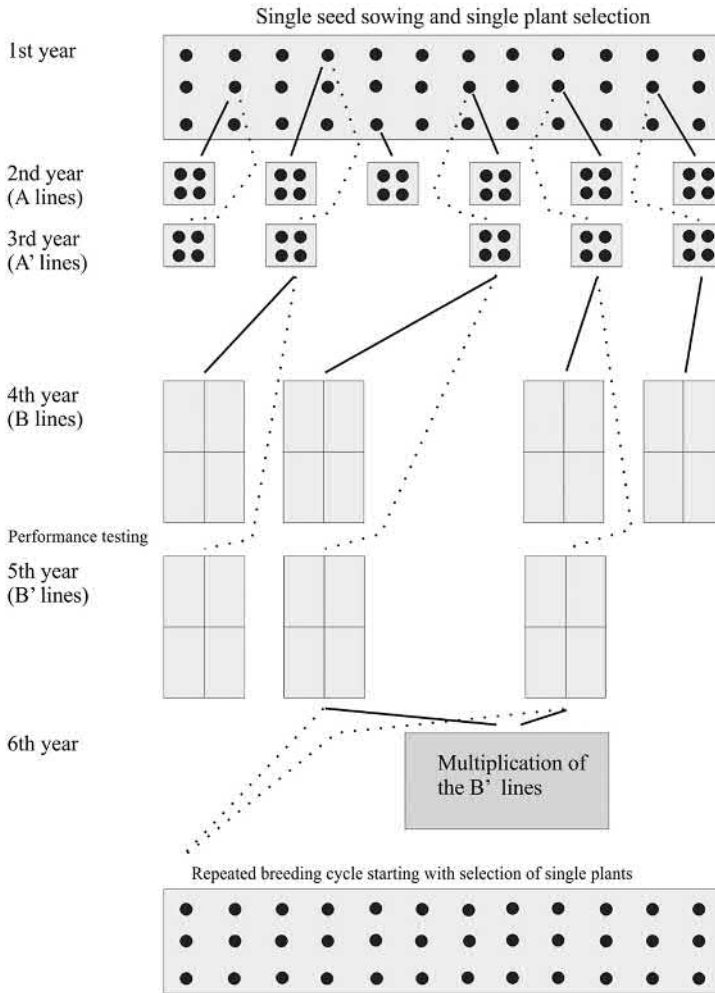 Single seed sowing and single plant selection
1st year
2nd year
(A lines)
3rd year
(A’ lines)
4th year
(B lines)
Performance testing
5th year
(B’ lines)
6th year
Multiplication of
the B’ lines
Repeated breeding cycle starting with selection of single plants